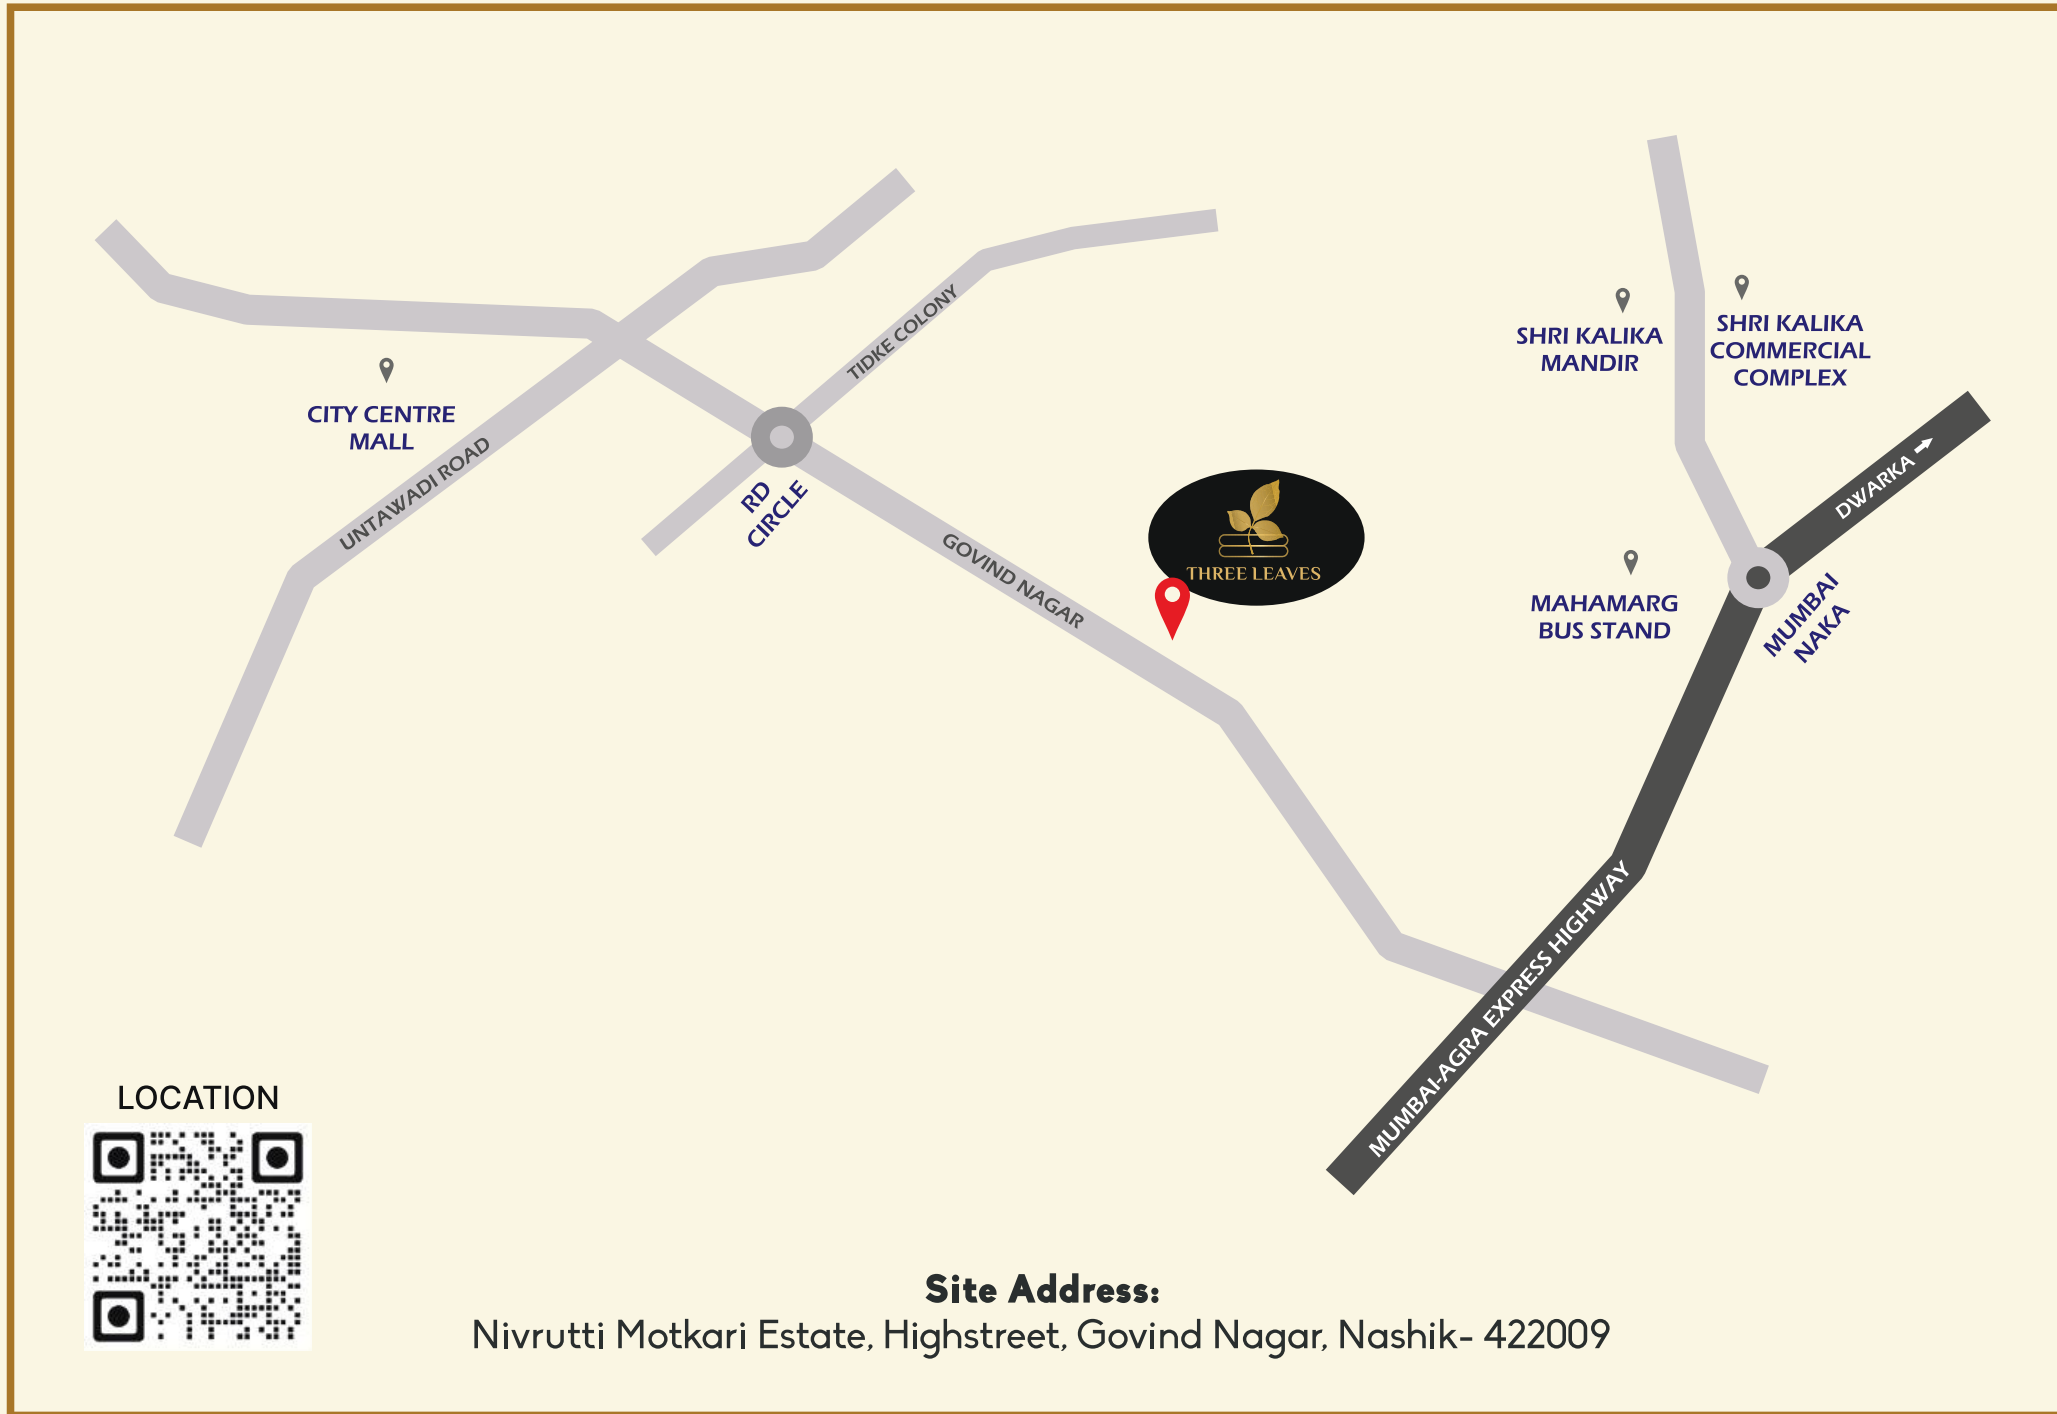 TIDKE COLONY
SHRI KALIKA
MANDIR
SHRI KALIKA
COMMERCIAL
COMPLEX
CITY CENTRE
MALL
UNTAWADI ROAD
RD
CIRCLE
DWARKA
GOVIND NAGAR
THREE LEAVES
MAHAMARG
BUS STAND
MUMBAI
NAKA
MUMBAI-AGRA EXPRESS HIGHWAY
LOCATION
Site Address:
Nivrutti Motkari Estate, Highstreet, Govind Nagar, Nashik- 422009